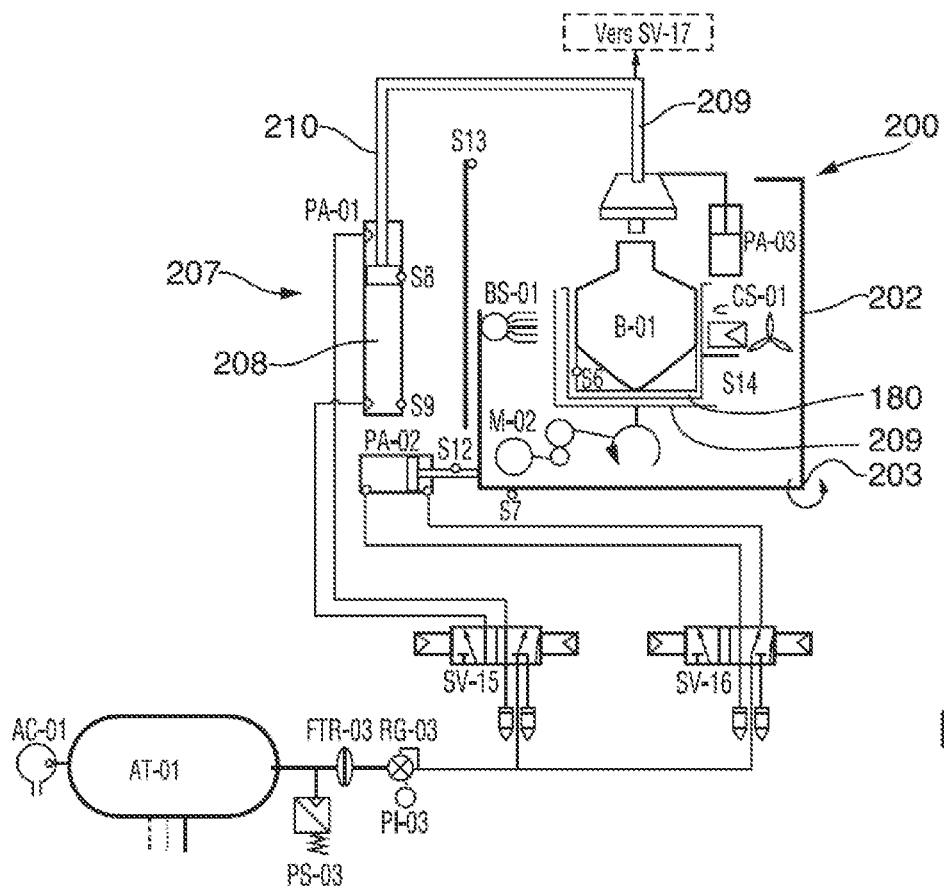 Vers SV-17
209
210
200
S13
PA-01
PA-03
207
S8
BS-01
CS-01
B-01
202
208
S6
S14
S9
180
M-02
PA-02
S12
209
203
S7
SV-15
SV-16
AC-01
FTR-03
RG-03
AT-01
PI-03
PS-03